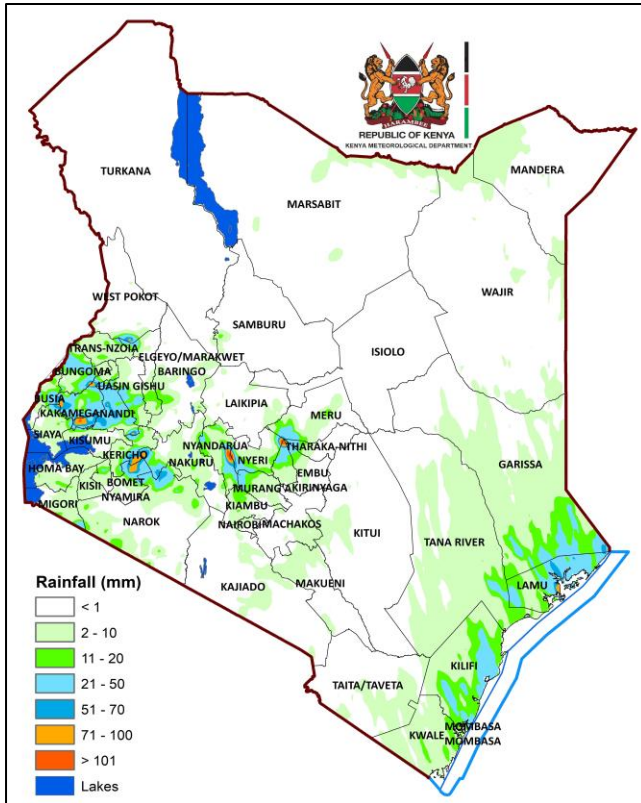 HARAMBEE
REPUBLIC OF KENYA
KENYA METEOROLOGICAL DEPARTMENT
TURKANA
MANDERA
MARSABIT
WAJIR
WEST POKOT
SAMBURU
ISIOLO
TRANS-NZOIA
ELGEYO/MARAKWET
BUNGOMA
BARINGO
UASIN GISHU
BUSIA
LAIKIPIA
KAKAMEGA
NANDI
MERU
SIAYA
KISUMU
NYANDARUA
THARAKA-NITHI
KERICHO
NYERI
GARISSA
HOMA BAY
NAKURU
EMBU
BOMET
KISII
MURANG'A
KIRINYAGA
NYAMIRA
MIGORI
KIAMBU
NAROK
NAIROBI
MACHAKOS
KITUI
TANA RIVER
KAJIADO
MAKUENI
LAMU
KILIFI
TAITA/TAVETA
KWALE
MOMBASA
MOMBASA
Rainfall (mm)
< 1
2 - 10
11 - 20
21 - 50
51 - 70
71 - 100
> 101
Lakes